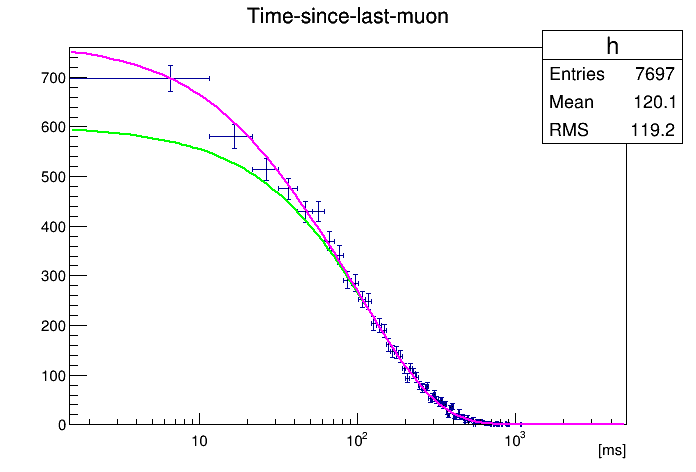 Time-since-last-muon
h
Entries 7697
Mean 120.1
RMS 119.2
700
600
500
400
300
200
100
0
10
10²
10³
[ms]